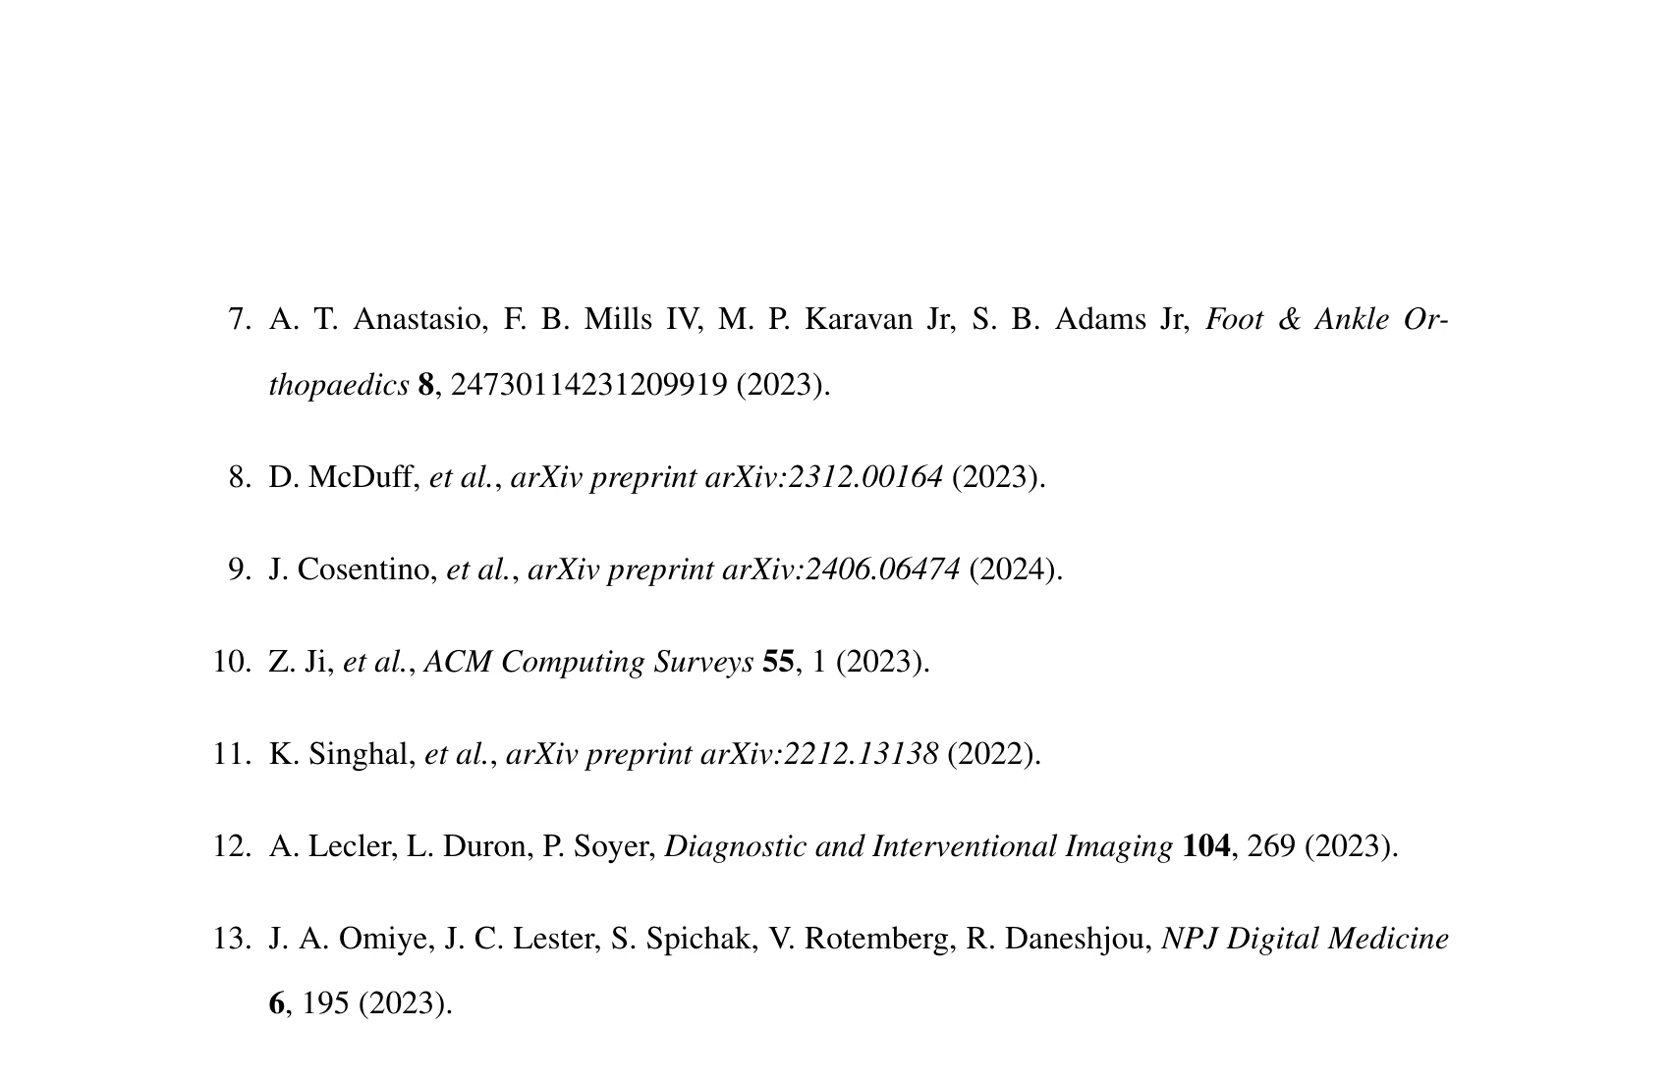 7. A. T. Anastasio, F. B. Mills IV, M. P. Karavan Jr, S. B. Adams Jr, Foot & Ankle Or-
thopaedics 8, 24730114231209919 (2023).
8. D. McDuff, et al., arXiv preprint arXiv:2312.00164 (2023).
9. J. Cosentino, et al., arXiv preprint arXiv:2406.06474 (2024).
10. Z. Ji, et al., ACM Computing Surveys 55, 1 (2023).
11. K. Singhal, et al., arXiv preprint arXiv:2212.13138 (2022).
12. A. Lecler, L. Duron, P. Soyer, Diagnostic and Interventional Imaging 104, 269 (2023).
13. J. A. Omiye, J. C. Lester, S. Spichak, V. Rotemberg, R. Daneshjou, NPJ Digital Medicine
6, 195 (2023).